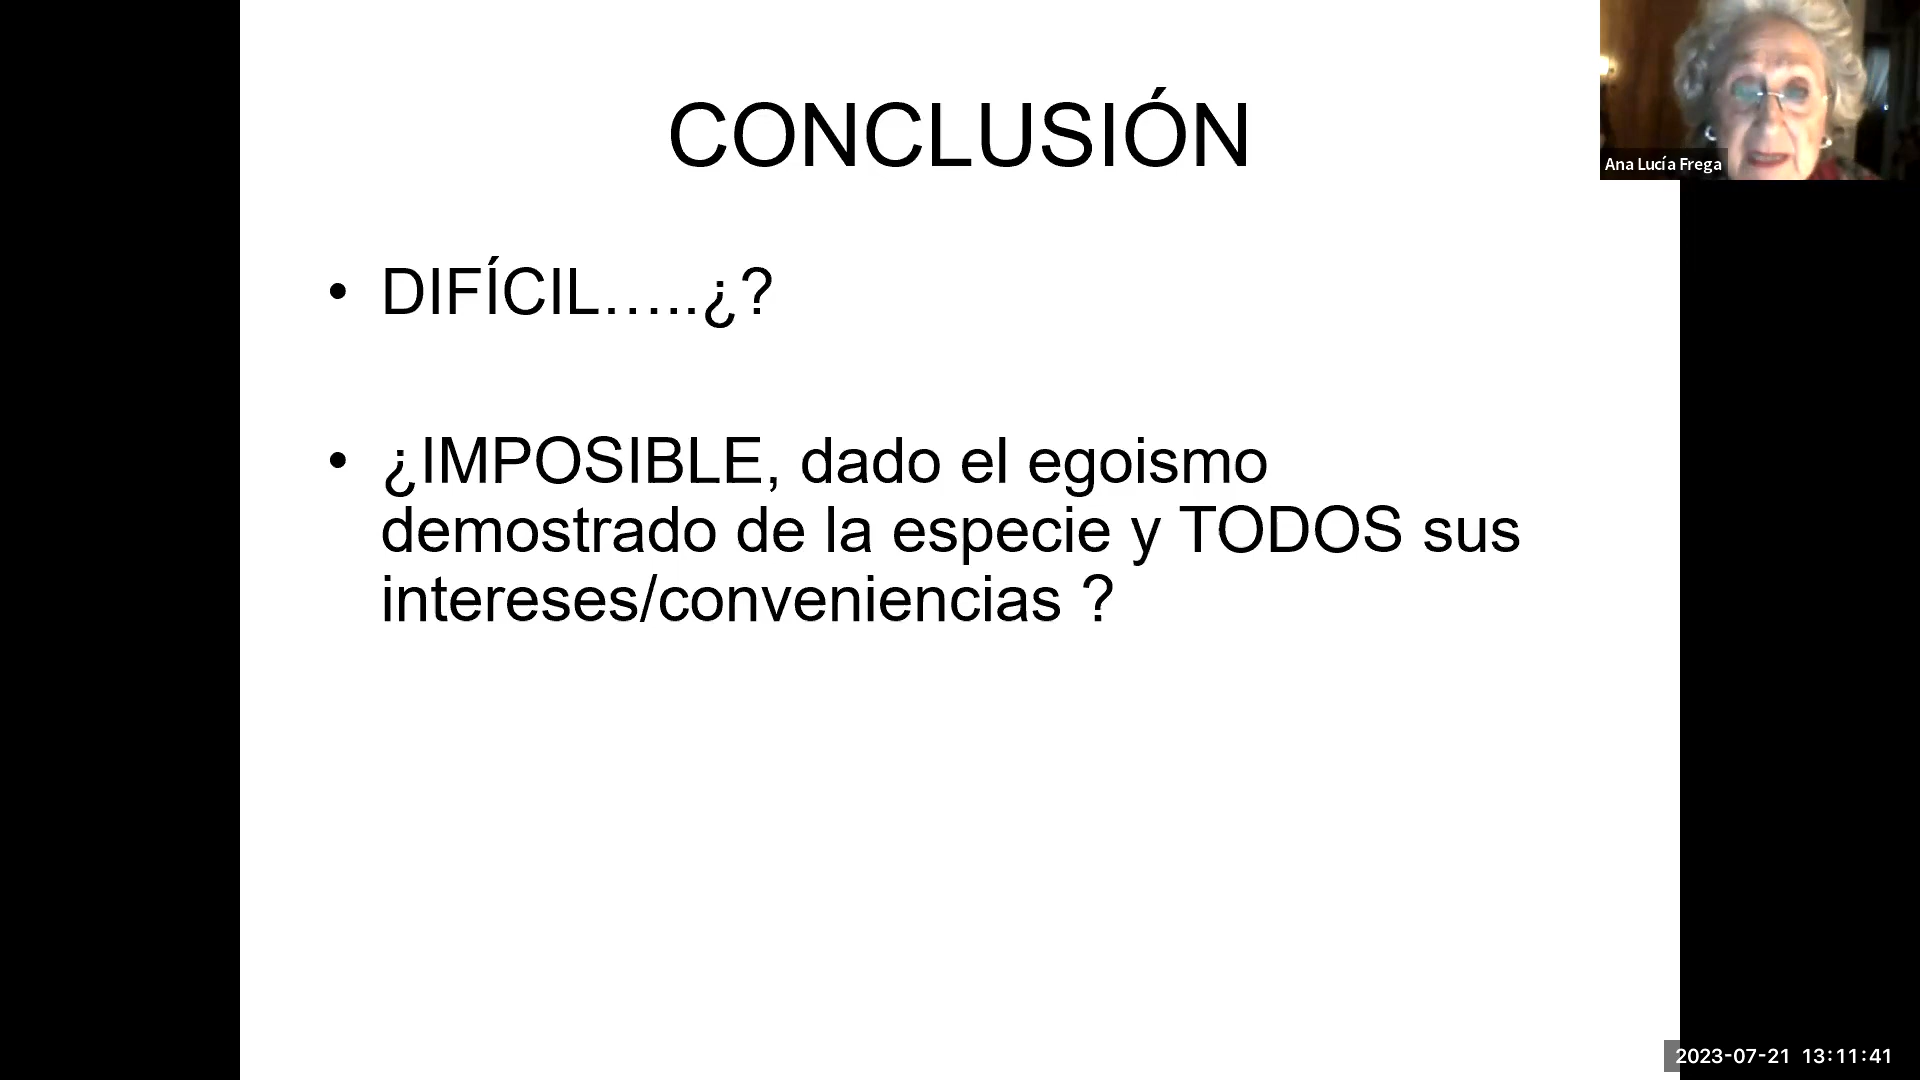 CONCLUSIÓN
Ana Lucía Frega
• DIFÍCIL…..¿?
• ¿IMPOSIBLE, dado el egoismo
demostrado de la especie y TODOS sus
intereses/conveniencias ?
2023-07-21 13:11:41